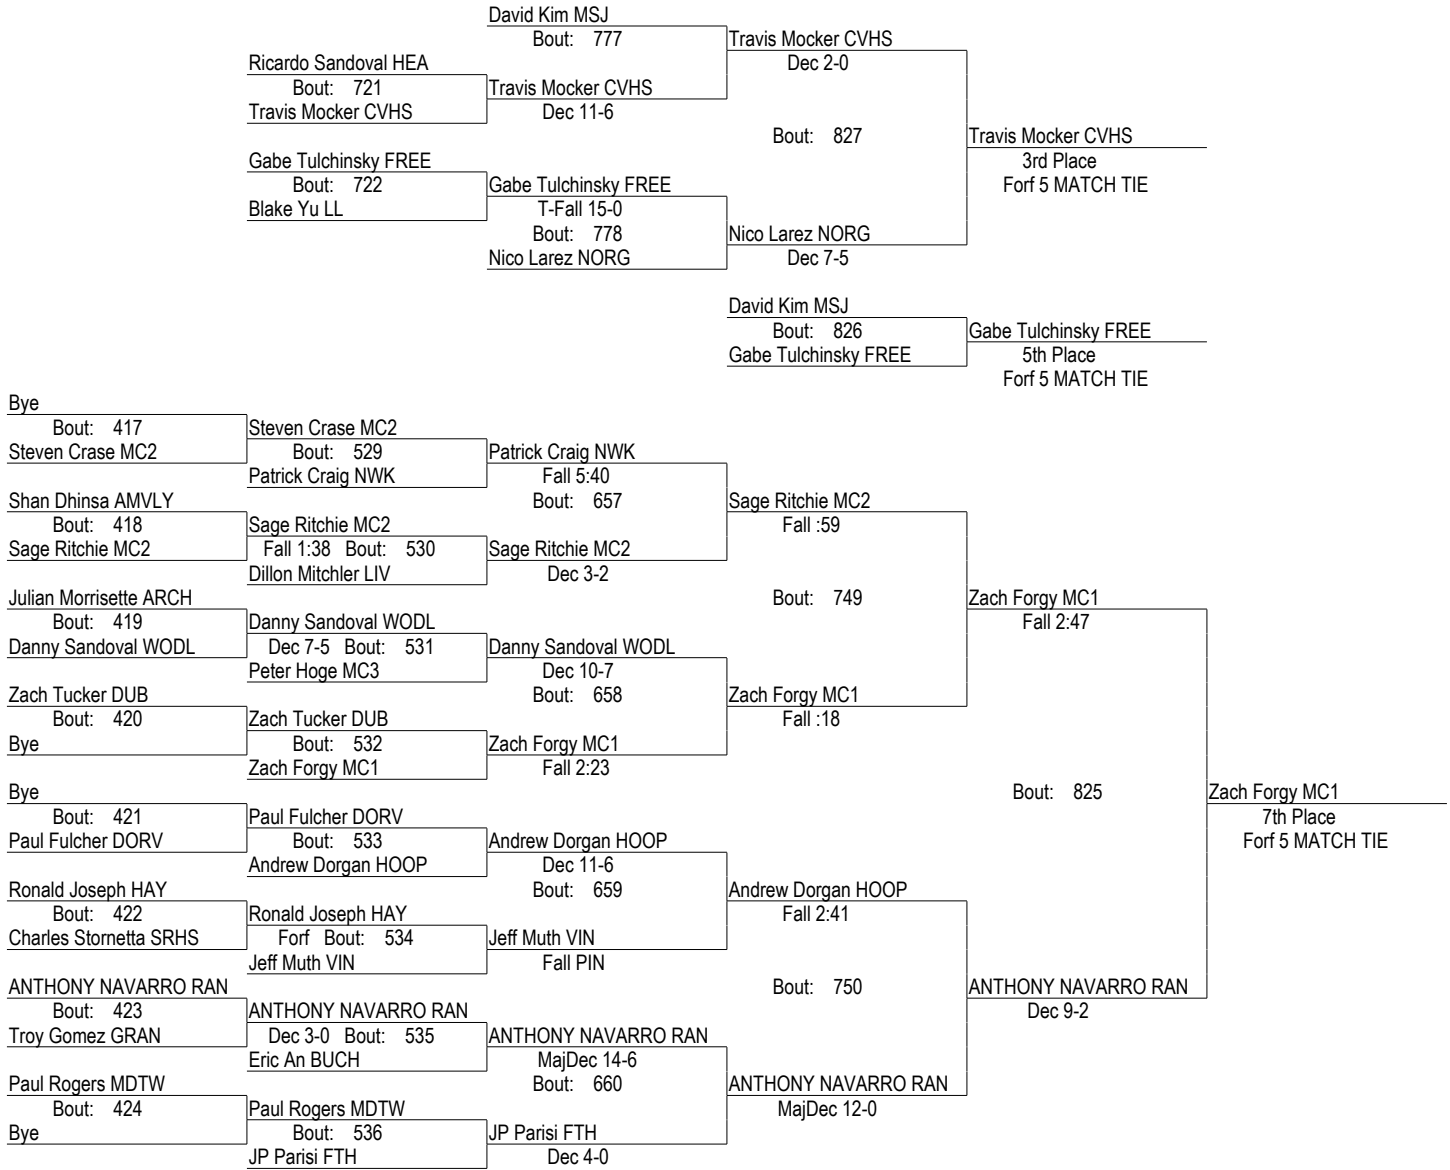 David Kim MSJ
Bout: 777
Travis Mocker CVHS
Dec 2-0
Ricardo Sandoval HEA
Bout: 721
Travis Mocker CVHS
Travis Mocker CVHS
Dec 11-6
Bout: 827
Travis Mocker CVHS
3rd Place
Forf 5 MATCH TIE
Gabe Tulchinsky FREE
Bout: 722
Blake Yu LL
Gabe Tulchinsky FREE
T-Fall 15-0
Bout: 778
Nico Larez NORG
Nico Larez NORG
Dec 7-5
David Kim MSJ
Bout: 826
Gabe Tulchinsky FREE
Gabe Tulchinsky FREE
5th Place
Forf 5 MATCH TIE
Bye
Bout: 417
Steven Crase MC2
Steven Crase MC2
Bout: 529
Patrick Craig NWK
Patrick Craig NWK
Fall 5:40
Bout: 657
Shan Dhinsa AMVLY
Bout: 418
Sage Ritchie MC2
Sage Ritchie MC2
Fall 1:38 Bout: 530
Dillon Mitchler LIV
Sage Ritchie MC2
Dec 3-2
Sage Ritchie MC2
Fall :59
Bout: 749
Julian Morrisette ARCH
Bout: 419
Danny Sandoval WODL
Danny Sandoval WODL
Dec 7-5 Bout: 531
Peter Hoge MC3
Danny Sandoval WODL
Dec 10-7
Bout: 658
Zach Tucker DUB
Bout: 420
Bye
Zach Tucker DUB
Bout: 532
Zach Forgy MC1
Zach Forgy MC1
Fall 2:23
Zach Forgy MC1
Fall :18
Zach Forgy MC1
Fall 2:47
Bout: 825
Zach Forgy MC1
7th Place
Forf 5 MATCH TIE
Bye
Bout: 421
Paul Fulcher DORV
Paul Fulcher DORV
Bout: 533
Andrew Dorgan HOOP
Andrew Dorgan HOOP
Dec 11-6
Bout: 659
Ronald Joseph HAY
Bout: 422
Charles Stornetta SRHS
Ronald Joseph HAY
Forf Bout: 534
Jeff Muth VIN
Jeff Muth VIN
Fall PIN
Andrew Dorgan HOOP
Fall 2:41
Bout: 750
ANTHONY NAVARRO RAN
Bout: 423
Troy Gomez GRAN
ANTHONY NAVARRO RAN
Dec 3-0 Bout: 535
Eric An BUCH
ANTHONY NAVARRO RAN
MajDec 14-6
Bout: 660
Paul Rogers MDTW
Bout: 424
Bye
Paul Rogers MDTW
Bout: 536
JP Parisi FTH
JP Parisi FTH
Dec 4-0
ANTHONY NAVARRO RAN
MajDec 12-0
ANTHONY NAVARRO RAN
Dec 9-2